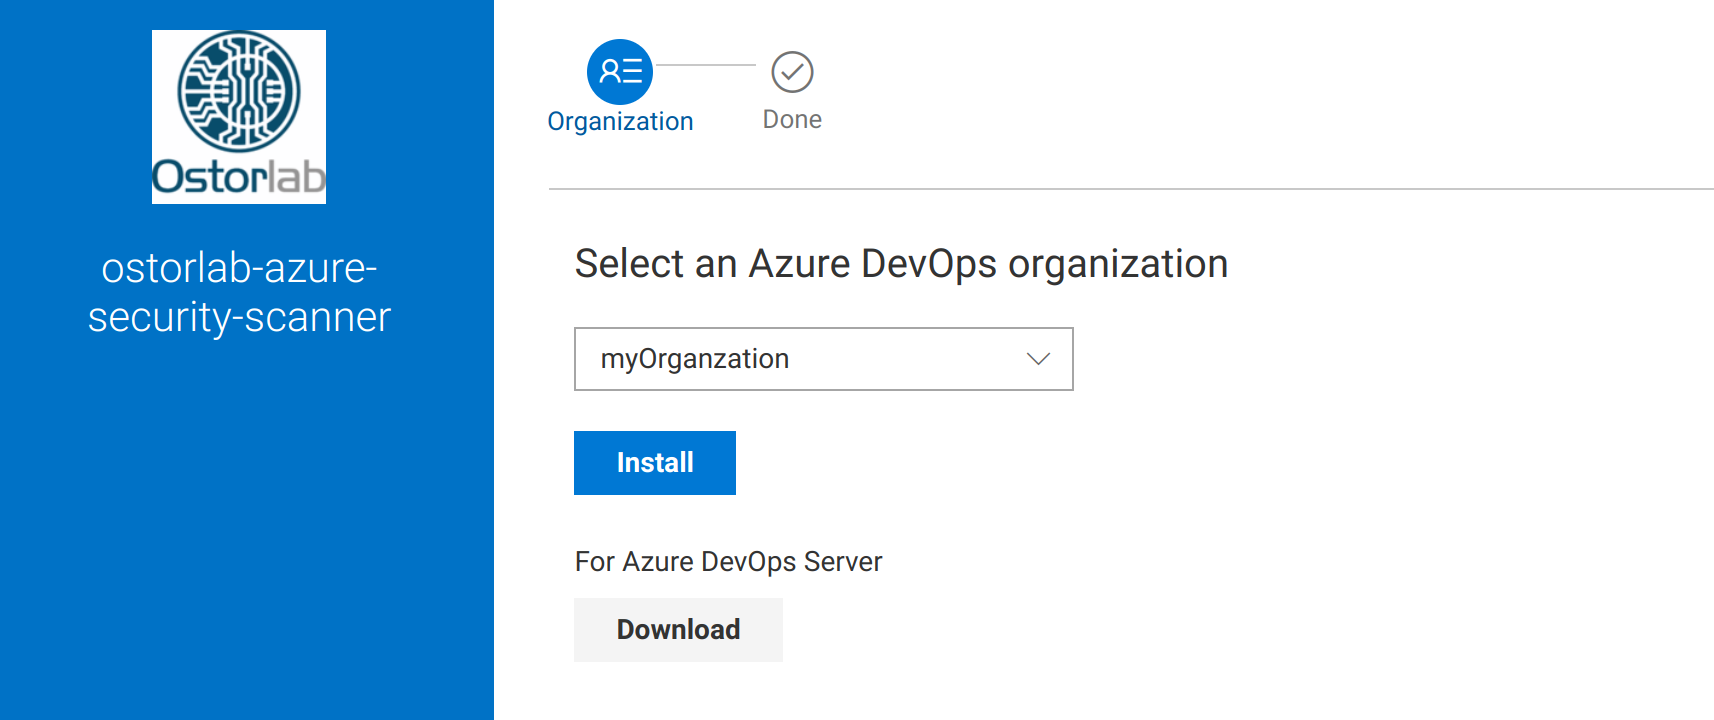 Ostorlab
ostorlab-azure-
security-scanner
Organization
Done
Select an Azure DevOps organization
myOrganzation
Install
For Azure DevOps Server
Download